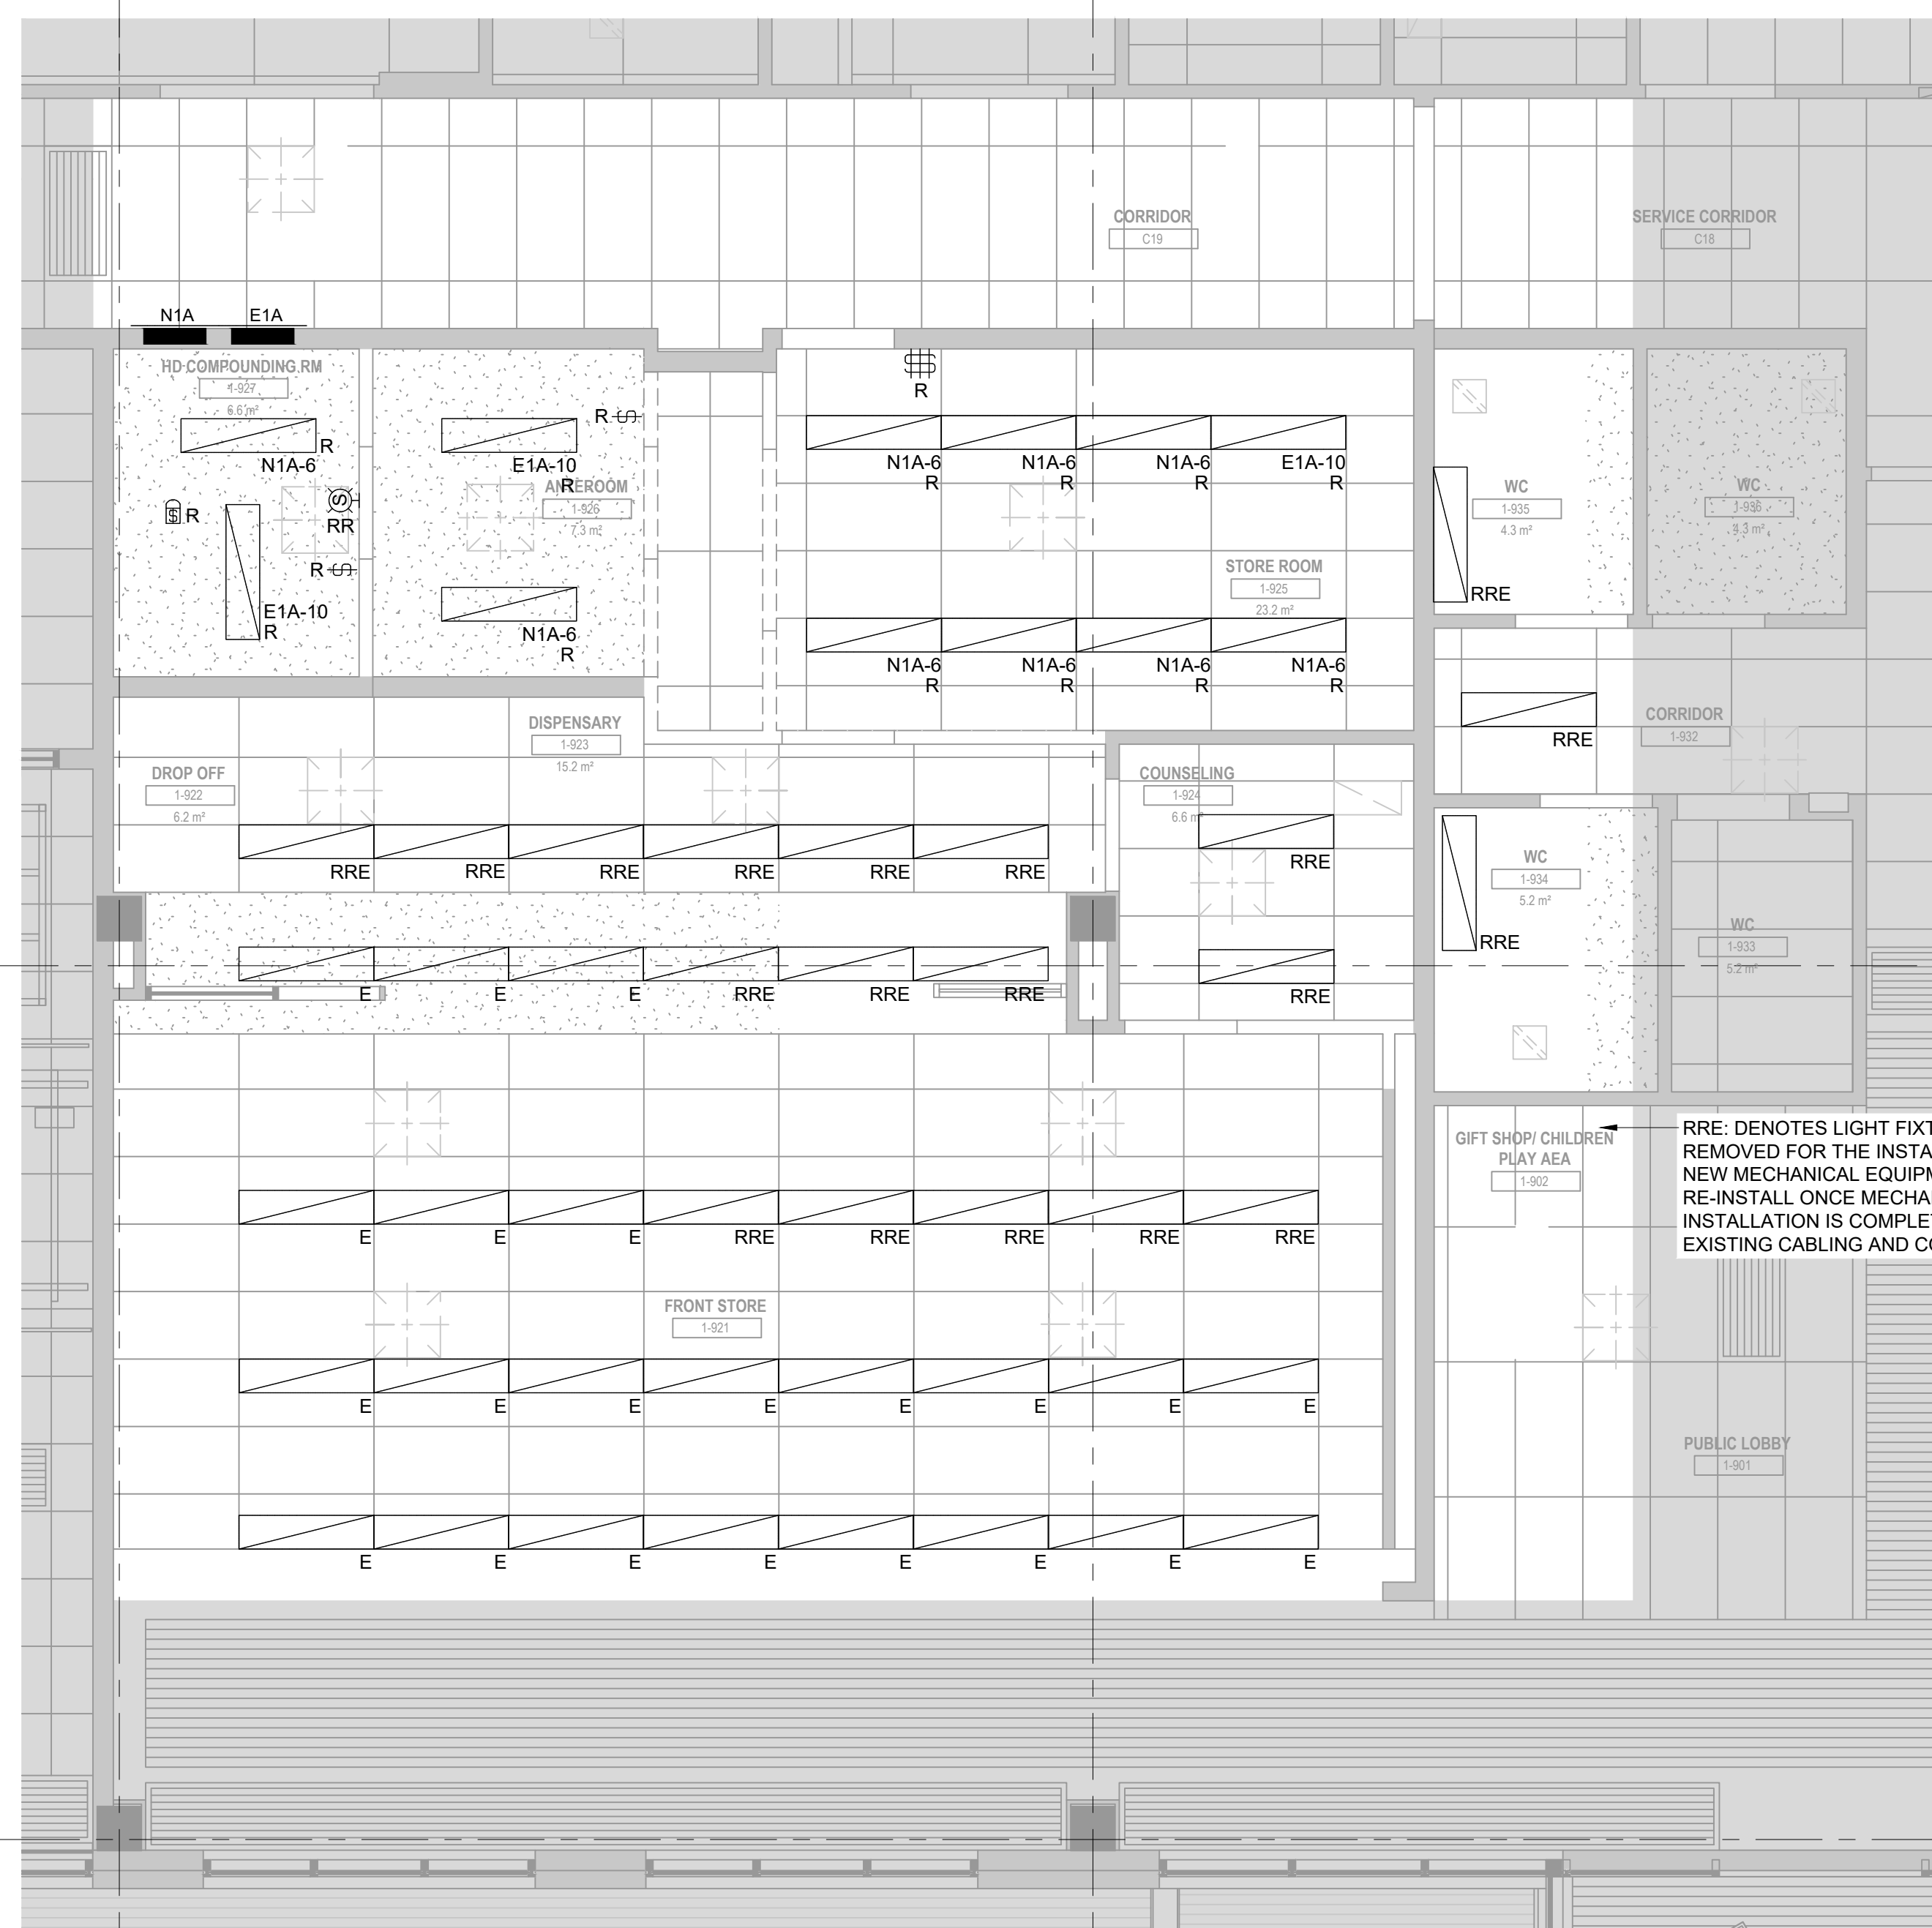 CORRIDOR
C19
SERVICE CORRIDOR
C18
N1A
E1A
HD COMPOUNDING RM
1-927
6.6 m²
R
N1A-6
R
E1A-10
R
ANTEROOM
1-926
7.3 m²
S R
S
RR
R
E1A-10
R
N1A-6
R
R
N1A-6
R
N1A-6
R
N1A-6
R
E1A-10
R
STORE ROOM
1-925
23.2 m²
N1A-6
R
N1A-6
R
N1A-6
R
N1A-6
R
WC
1-935
4.3 m²
RRE
WC
1-936
4.3 m²
CORRIDOR
1-932
RRE
DISPENSARY
1-923
15.2 m²
DROP OFF
1-922
6.2 m²
RRE RRE RRE RRE RRE RRE
COUNSELING
1-924
6.6 m²
RRE
RRE
WC
1-934
5.2 m²
RRE
WC
1-933
5.2 m²
E E E RRE RRE RRE
GIFT SHOP/ CHILDREN
PLAY AEA
1-902
RRE: DENOTES LIGHT FIXT
REMOVED FOR THE INSTA
NEW MECHANICAL EQUIPM
RE-INSTALL ONCE MECHA
INSTALLATION IS COMPLE
EXISTING CABLING AND CO
E E E RRE RRE RRE RRE RRE
FRONT STORE
1-921
E E E E E E E E
PUBLIC LOBBY
1-901
E E E E E E E E